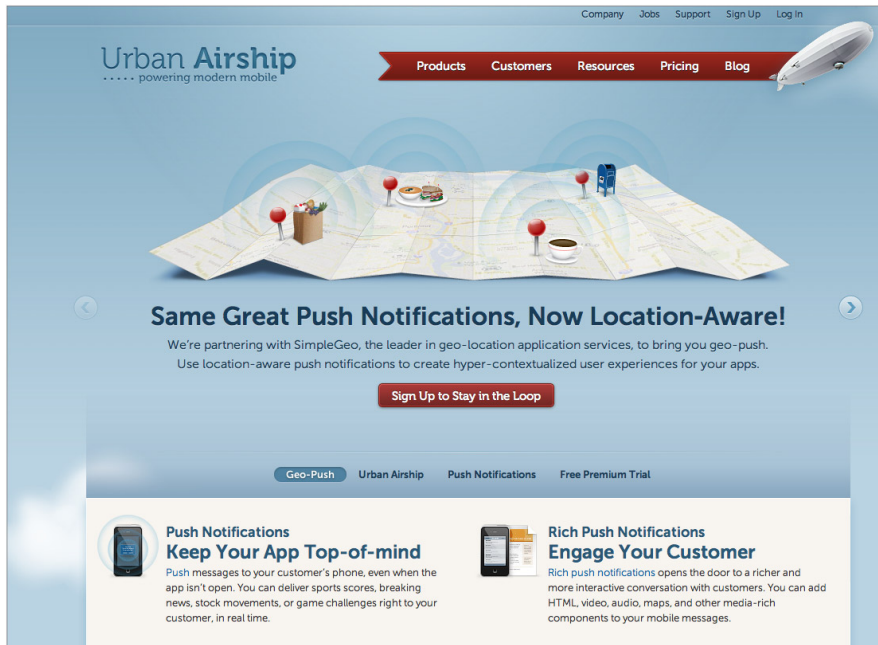 Company Jobs Support Sign Up Log In
Urban Airship
powering modern mobile
Products Customers Resources Pricing Blog
Same Great Push Notifications, Now Location-Aware!
We're partnering with SimpleGeo, the leader in geo-location application services, to bring you geo-push.
Use location-aware push notifications to create hyper-contextualized user experiences for your apps.
Sign Up to Stay in the Loop
Geo-Push Urban Airship Push Notifications Free Premium Trial
Push Notifications
Keep Your App Top-of-mind
Push messages to your customer's phone, even when the
app isn't open. You can deliver sports scores, breaking
news, stock movements, or game challenges right to your
customer, in real time.
Rich Push Notifications
Engage Your Customer
Rich push notifications opens the door to a richer and
more interactive conversation with customers. You can add
HTML, video, audio, maps, and other media-rich
components to your mobile messages.